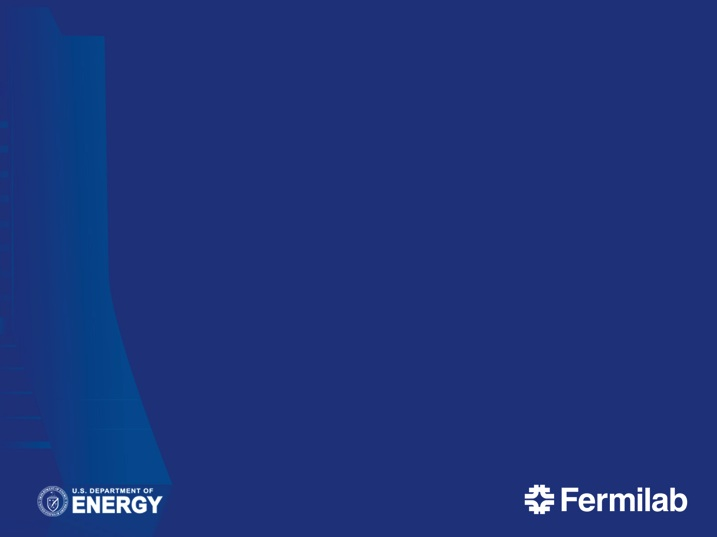 U.S. DEPARTMENT OF
ENERGY
Fermilab